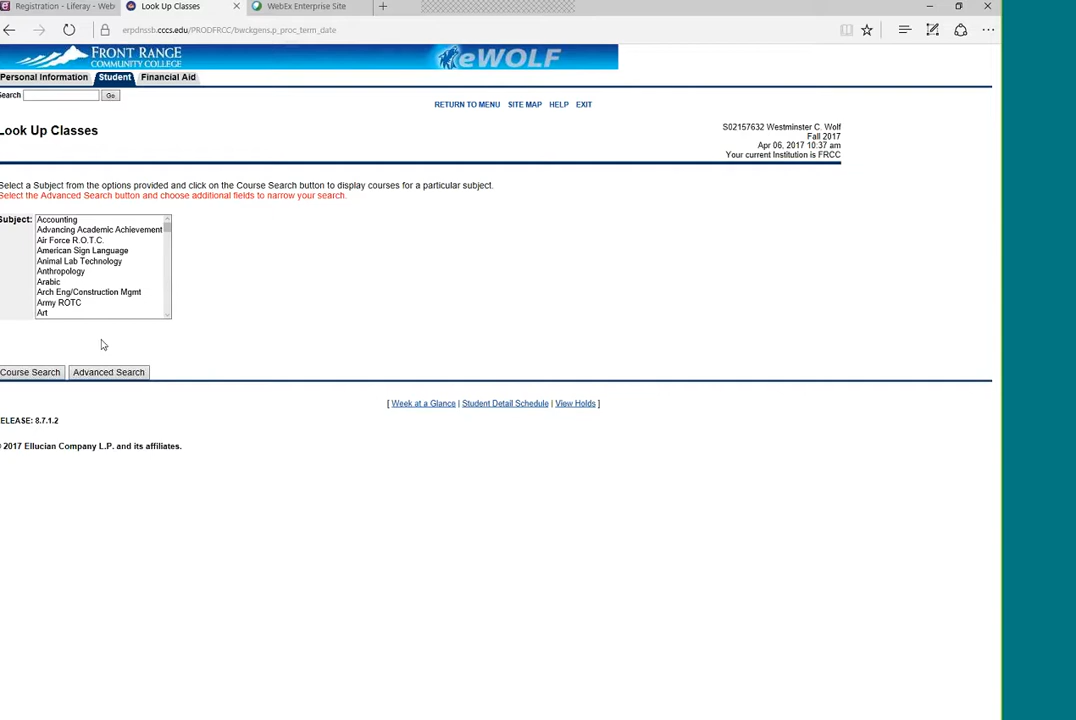 Registration - Liferay - Web
Look Up Classes
WebEx Enterprise Site
erpdnssb.cccs.edu/PRODFRCC/bwckgens.p_proc_term_date
FRONT RANGE
COMMUNITY COLLEGE
eWOLF
Personal Information Student Financial Aid
Search Go
RETURN TO MENU SITE MAP HELP EXIT
Look Up Classes
S02157632 Westminster C. Wolf
Fall 2017
Apr 06, 2017 10:37 am
Your current Institution is FRCC
Select a Subject from the options provided and click on the Course Search button to display courses for a particular subject.
Select the Advanced Search button and choose additional fields to narrow your search.
Subject:
Accounting
Advancing Academic Achievement
Air Force R.O.T.C.
American Sign Language
Animal Lab Technology
Anthropology
Arabic
Arch Eng/Construction Mgmt
Army ROTC
Art
Course Search Advanced Search
[ Week at a Glance | Student Detail Schedule | View Holds ]
ELEASE: 8.7.1.2
2017 Ellucian Company L.P. and its affiliates.